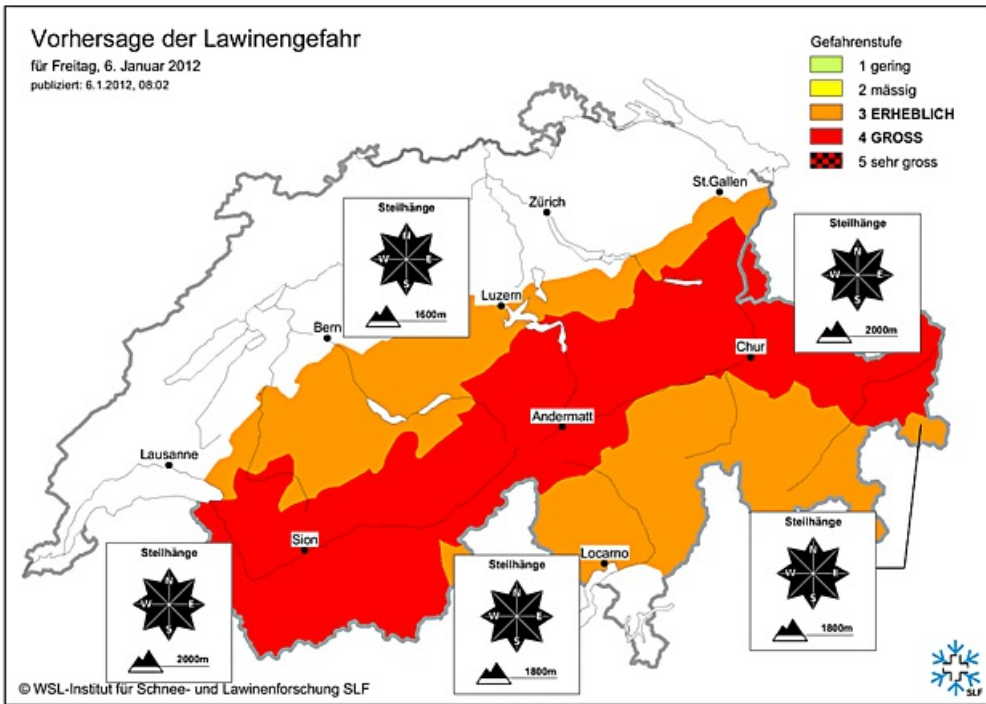 Vorhersage der Lawinengefahr
für Freitag, 6. Januar 2012
publiziert: 6.1.2012, 08:02
Gefahrenstufe
1 gering
2 mässig
3 ERHEBLICH
4 GROSS
5 sehr gross
St.Gallen
Zürich
Steilhänge
N
W E
S
1600m
Steilhänge
N
W E
S
2000m
Luzern
Bern
Chur
Andermatt
Lausanne
Sion
Locarno
Steilhänge
N
W E
S
2000m
Steilhänge
N
W E
S
1800m
Steilhänge
N
W E
S
1800m
© WSL-Institut für Schnee- und Lawinenforschung SLF
SLF